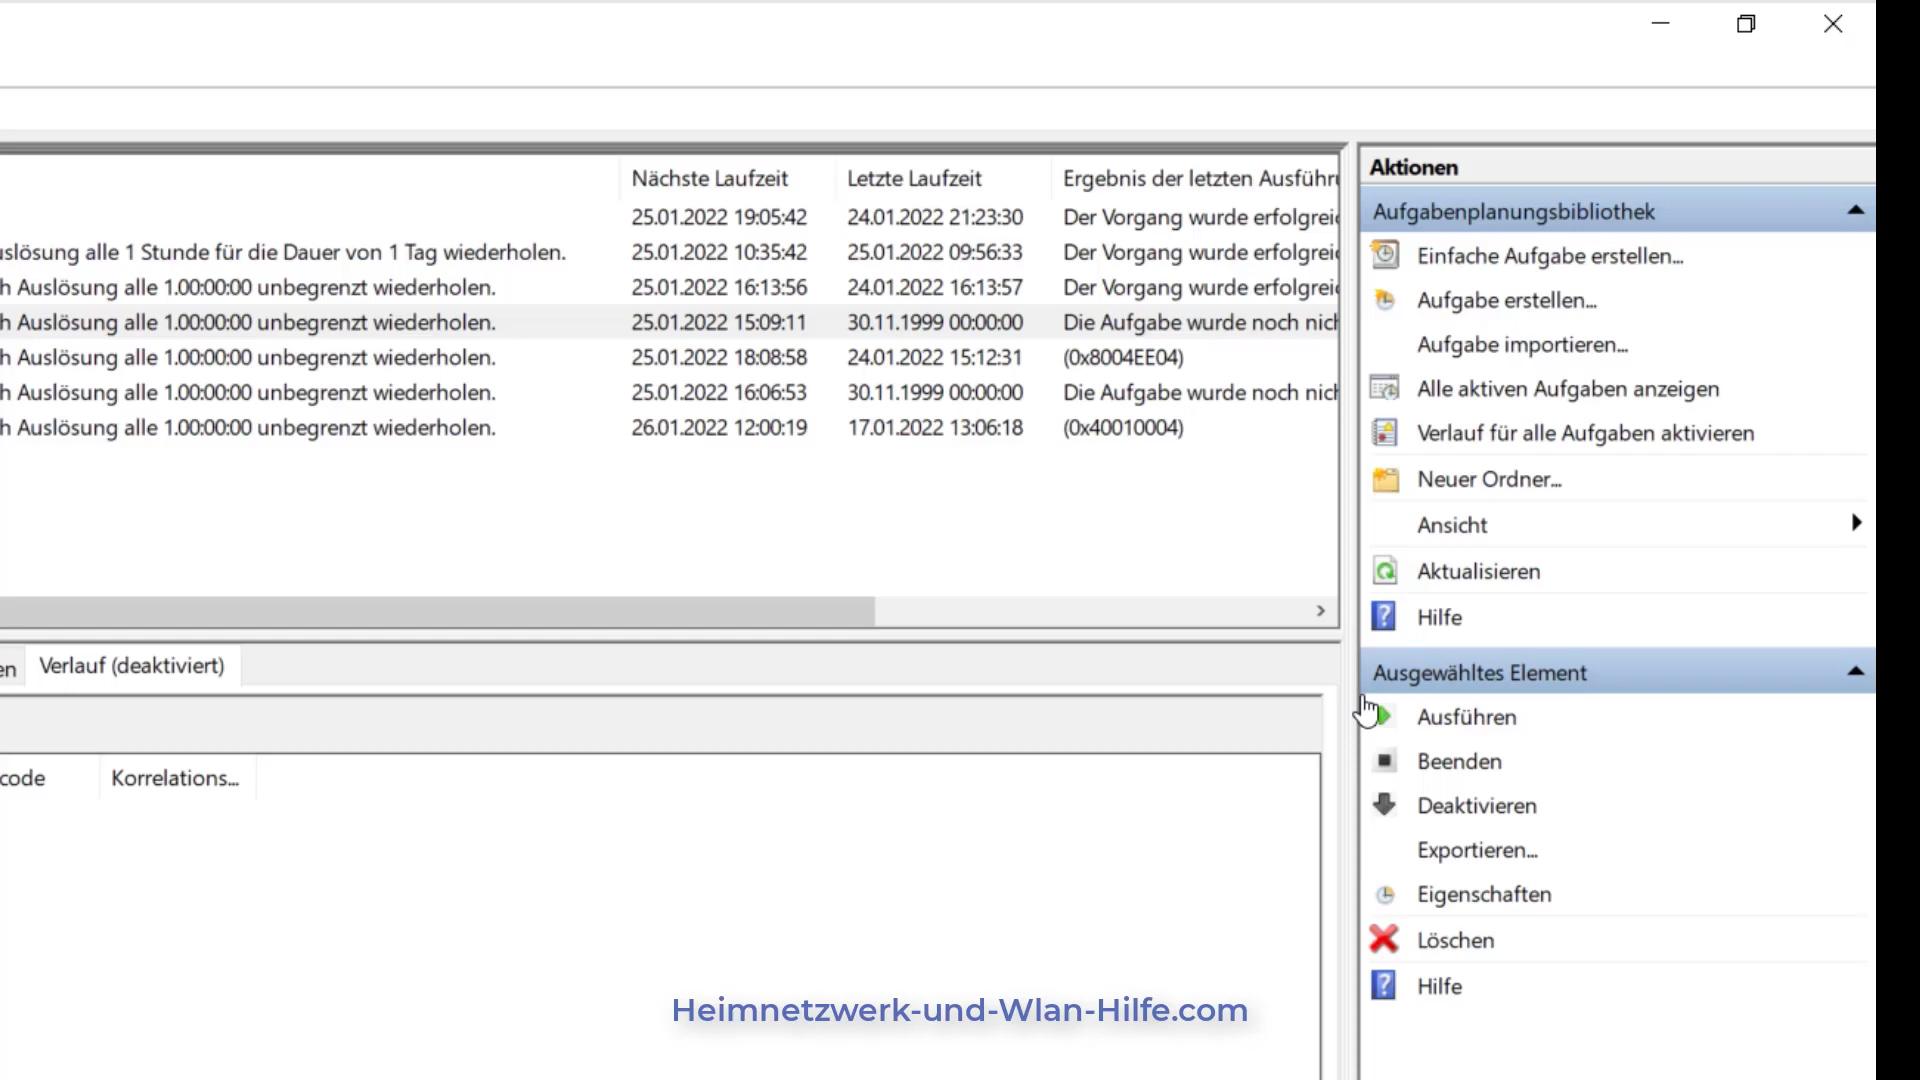 Nächste Laufzeit Letzte Laufzeit Ergebnis der letzten Ausführ
25.01.2022 19:05:42 24.01.2022 21:23:30 Der Vorgang wurde erfolgreic
uslösung alle 1 Stunde für die Dauer von 1 Tag wiederholen. 25.01.2022 10:35:42 25.01.2022 09:56:33 Der Vorgang wurde erfolgreic
h Auslösung alle 1.00:00:00 unbegrenzt wiederholen. 25.01.2022 16:13:56 24.01.2022 16:13:57 Der Vorgang wurde erfolgreic
h Auslösung alle 1.00:00:00 unbegrenzt wiederholen. 25.01.2022 15:09:11 30.11.1999 00:00:00 Die Aufgabe wurde noch nich
h Auslösung alle 1.00:00:00 unbegrenzt wiederholen. 25.01.2022 18:08:58 24.01.2022 15:12:31 (0x8004EE04)
h Auslösung alle 1.00:00:00 unbegrenzt wiederholen. 25.01.2022 16:06:53 30.11.1999 00:00:00 Die Aufgabe wurde noch nich
h Auslösung alle 1.00:00:00 unbegrenzt wiederholen. 26.01.2022 12:00:19 17.01.2022 13:06:18 (0x40010004)
en Verlauf (deaktiviert)
code Korrelations...
Aktionen
Aufgabenplanungsbibliothek
Einfache Aufgabe erstellen...
Aufgabe erstellen...
Aufgabe importieren...
Alle aktiven Aufgaben anzeigen
Verlauf für alle Aufgaben aktivieren
Neuer Ordner...
Ansicht
Aktualisieren
Hilfe
Ausgewähltes Element
Ausführen
Beenden
Deaktivieren
Exportieren...
Eigenschaften
Löschen
Hilfe
Heimnetzwerk-und-Wlan-Hilfe.com